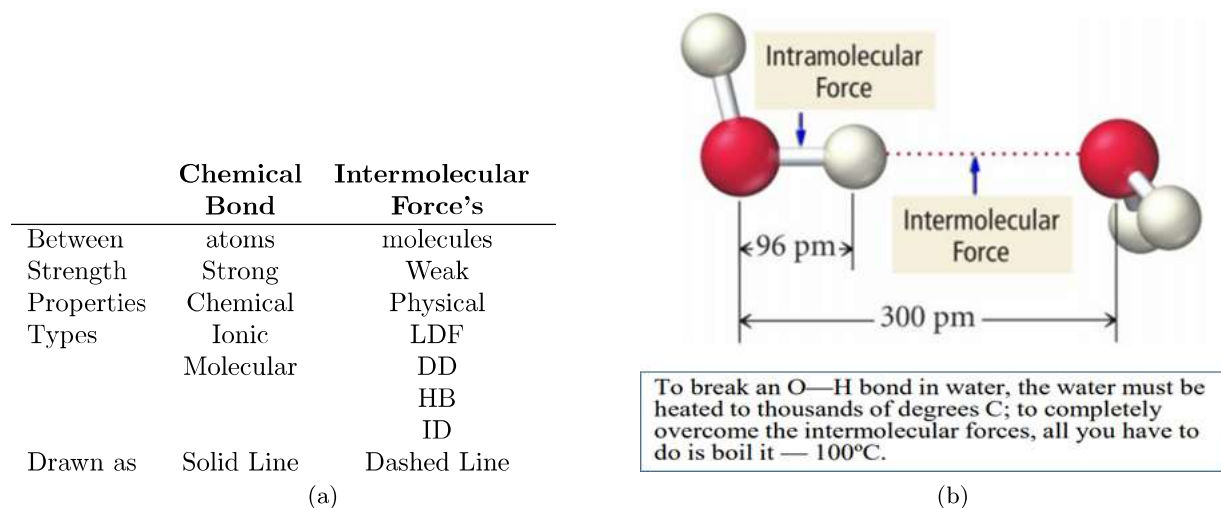 Chemical Intermolecular
Bond Force's
Between atoms molecules
Strength Strong Weak
Properties Chemical Physical
Types Ionic LDF
Molecular DD
HB
ID
Drawn as Solid Line Dashed Line
(a)
Intramolecular
Force
Intermolecular
Force
96 pm
300 pm
To break an O—H bond in water, the water must be
heated to thousands of degrees C; to completely
overcome the intermolecular forces, all you have to
do is boil it — 100ºC.
(b)